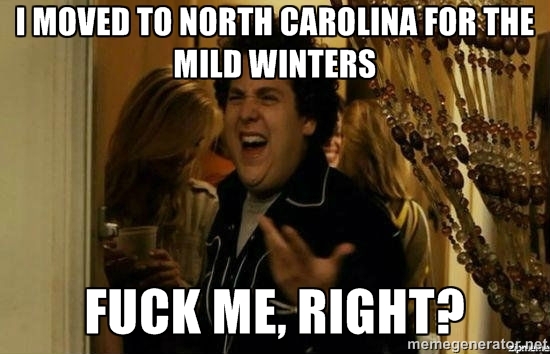 I MOVED TO NORTH CAROLINA FOR THE
MILD WINTERS
FUCK ME, RIGHT?
memegenerator.net